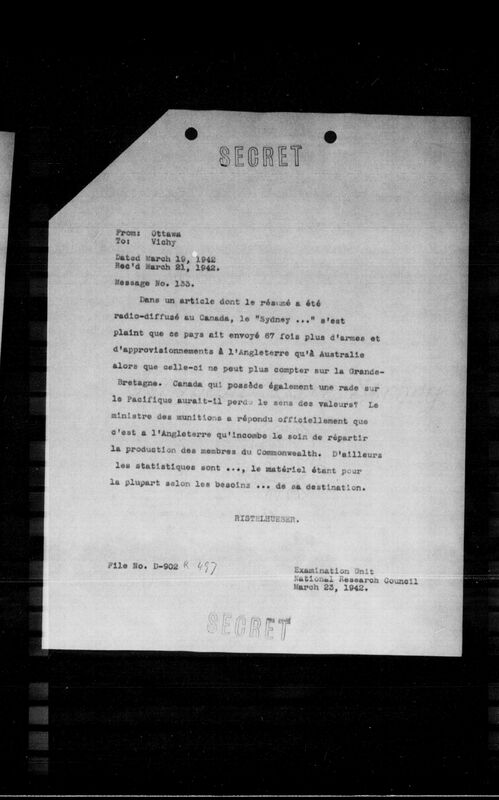 SECRET
From: Ottawa
To: Vichy
Dated March 19, 1942
Rec'd March 21, 1942.
Message No. 133.
Dans un article dont le résumé a été
radio-diffusé au Canada, le "Sydney ..." s'est
plaint que ce pays ait envoyé 67 fois plus d'armes et
d'approvisionnements à l'Angleterre qu'à Australie
alors que celle-ci ne peut plus compter sur la Grande-
Bretagne. Canada qui possède également une rade sur
le Pacifique aurait-il perdu le sens des valeurs? Le
ministre des munitions a répondu officiellement que
c'est a l'Angleterre qu'incombe le soin de répartir
la production des membres du Commonwealth. D'ailleurs
les statistiques sont ..., le matériel étant pour
la plupart selon les besoins ... de sa destination.
RISTELHUEBER.
File No. D-902 R 497
Examination Unit
National Research Council
March 23, 1942.
SECRET